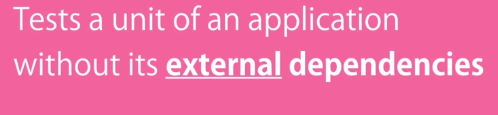 Tests a unit of an application
without its external dependencies